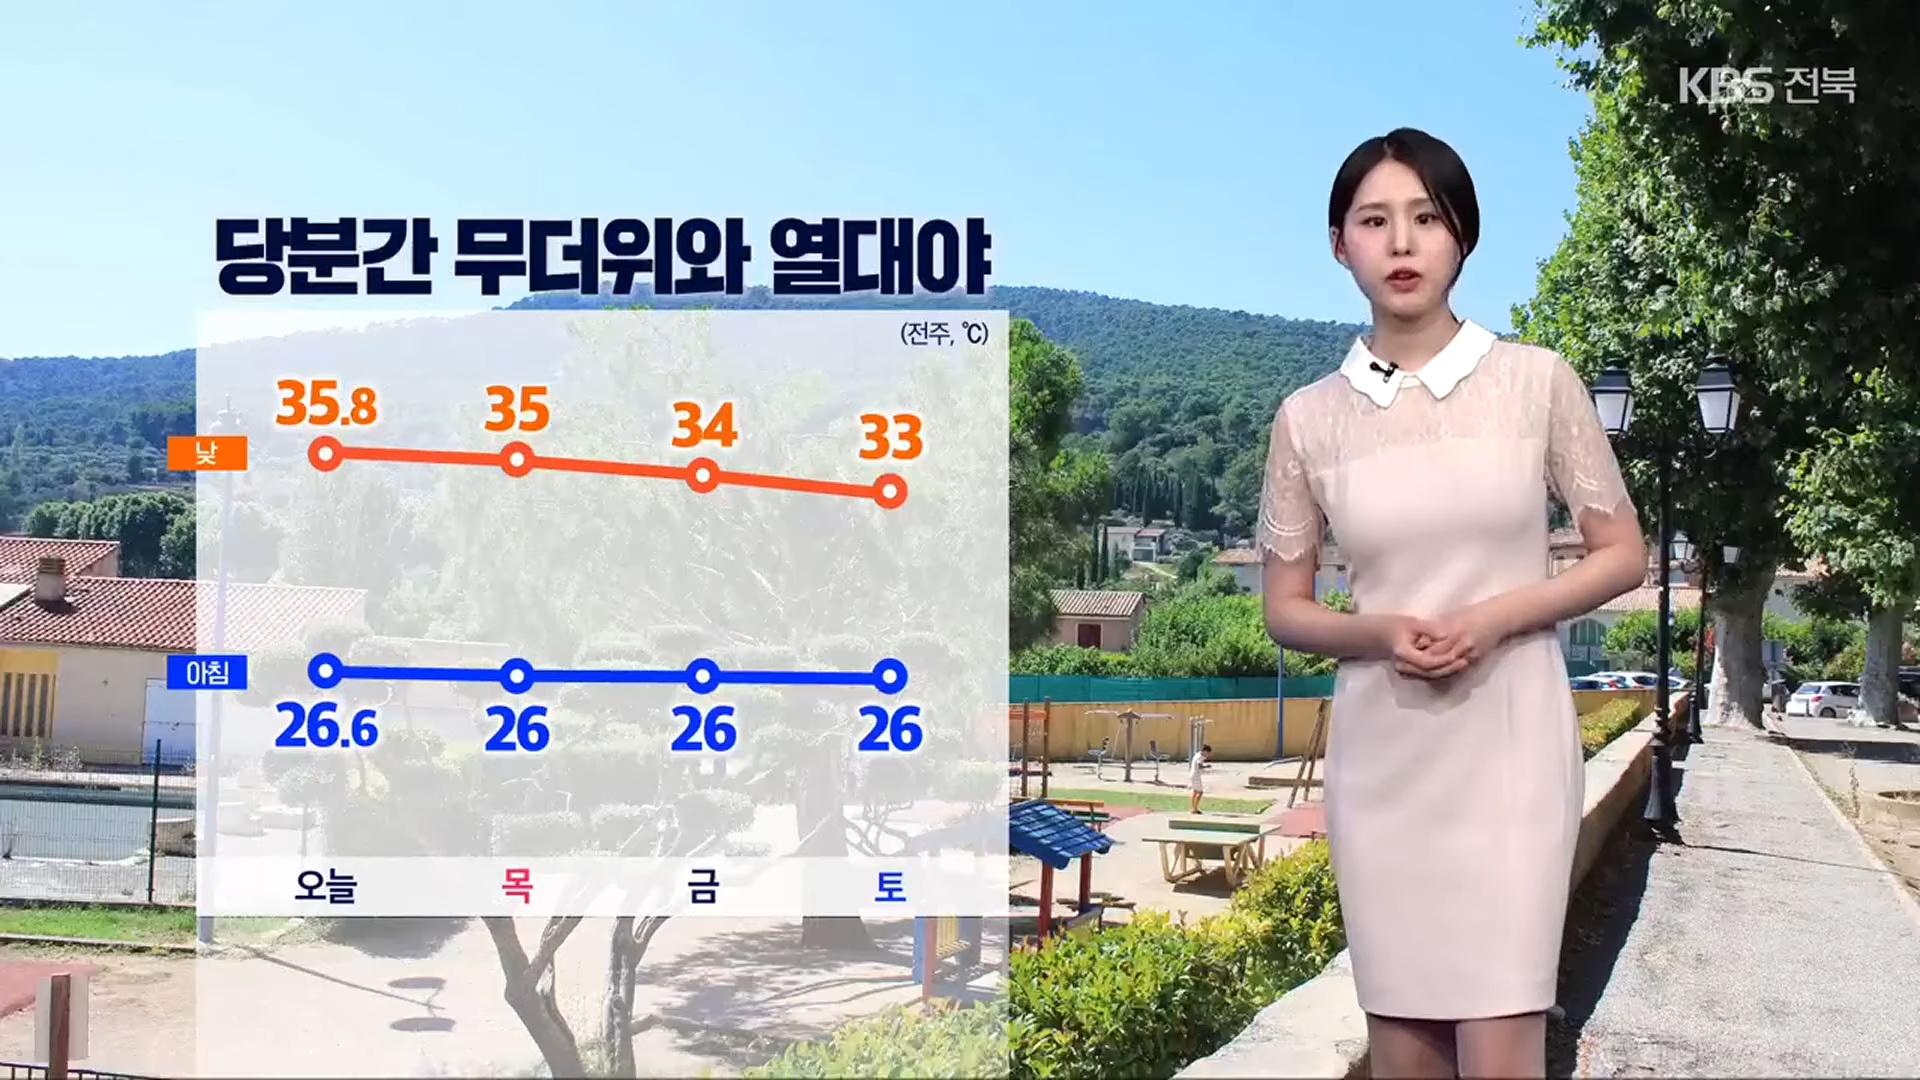 KBS 전북
당분간 무더위와 열대야
(전주, ℃)
35.8 35 34 33
낮
아침
26.6 26 26 26
오늘 목 금 토